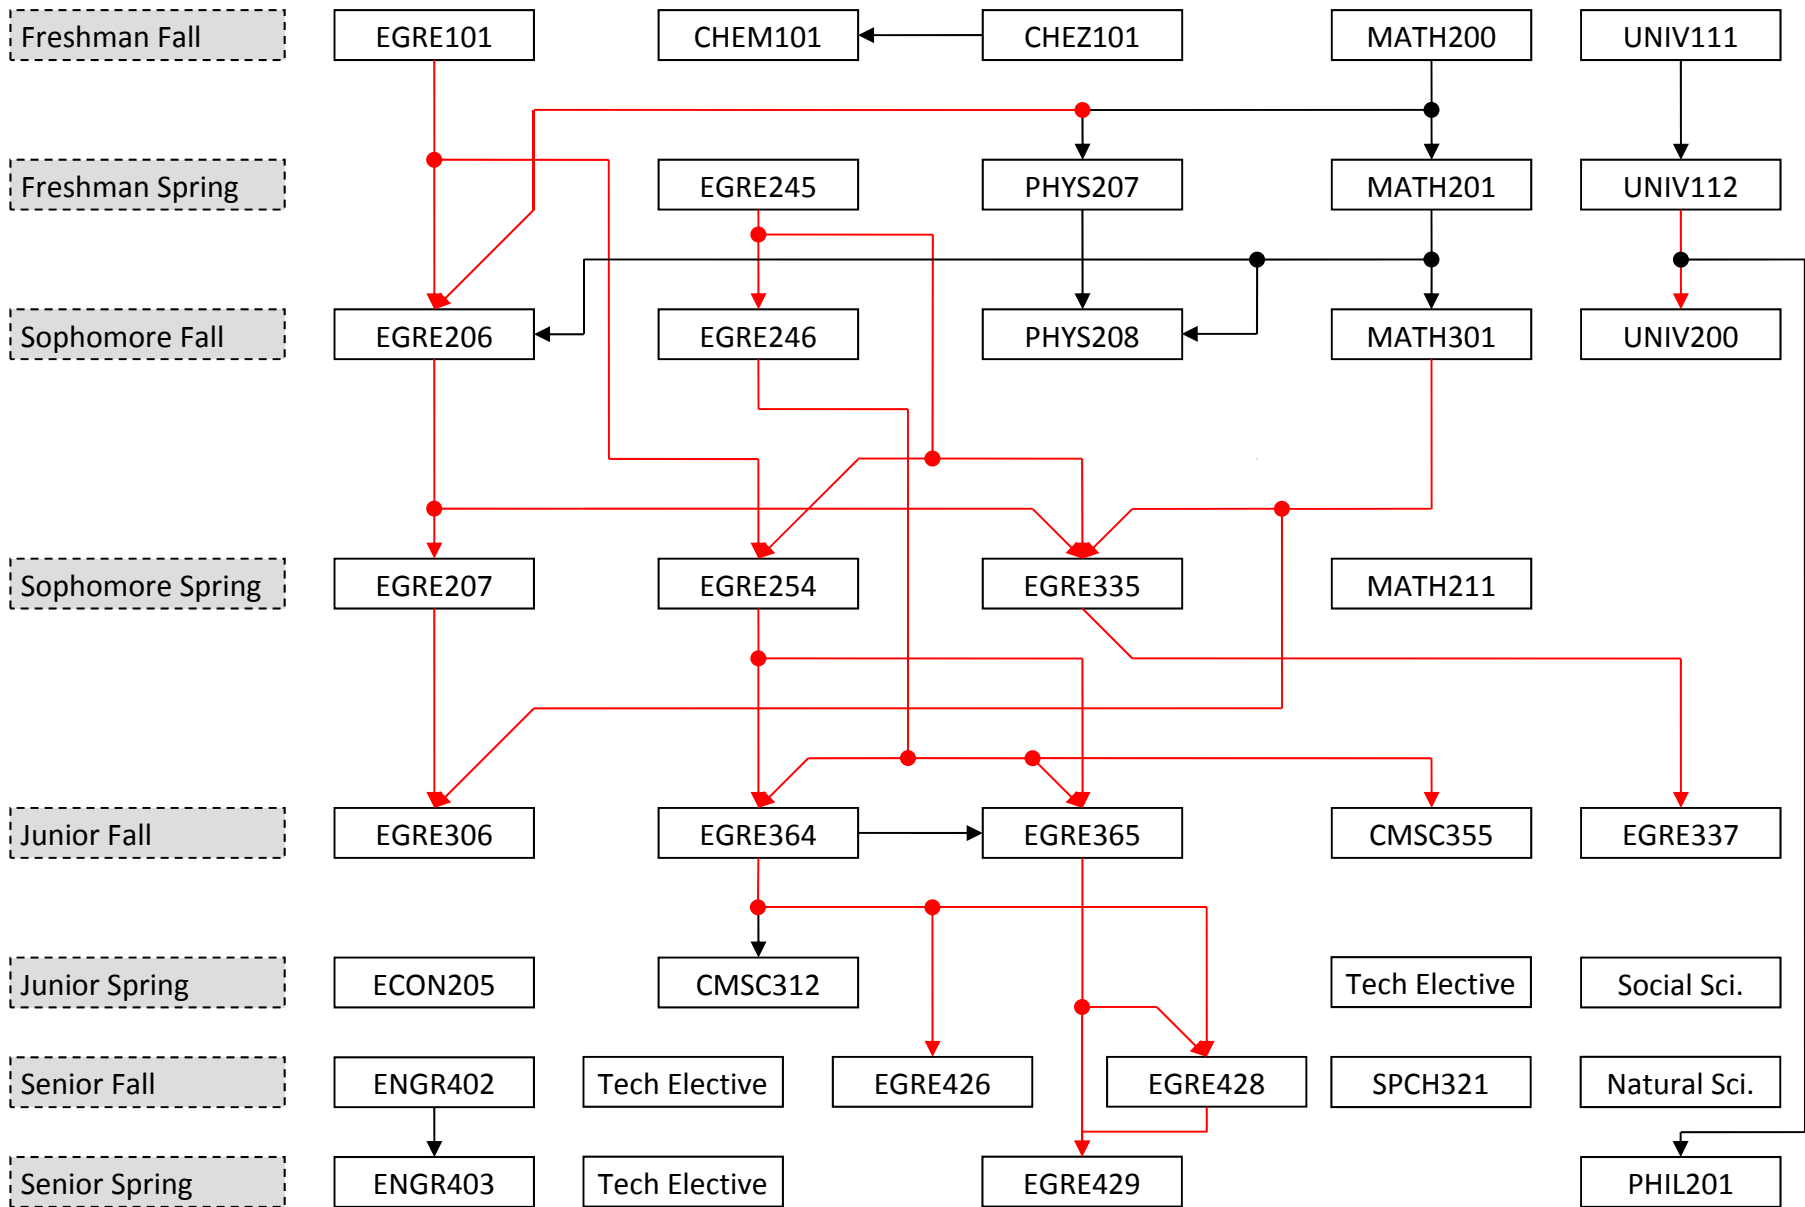 Freshman Fall
EGRE101
CHEM101
CHEZ101
MATH200
UNIV111
Freshman Spring
EGRE245
PHYS207
MATH201
UNIV112
Sophomore Fall
EGRE206
EGRE246
PHYS208
MATH301
UNIV200
Sophomore Spring
EGRE207
EGRE254
EGRE335
MATH211
Junior Fall
EGRE306
EGRE364
EGRE365
CMSC355
EGRE337
Junior Spring
ECON205
CMSC312
Tech Elective
Social Sci.
Senior Fall
ENGR402
Tech Elective
EGRE426
EGRE428
SPCH321
Natural Sci.
Senior Spring
ENGR403
Tech Elective
EGRE429
PHIL201